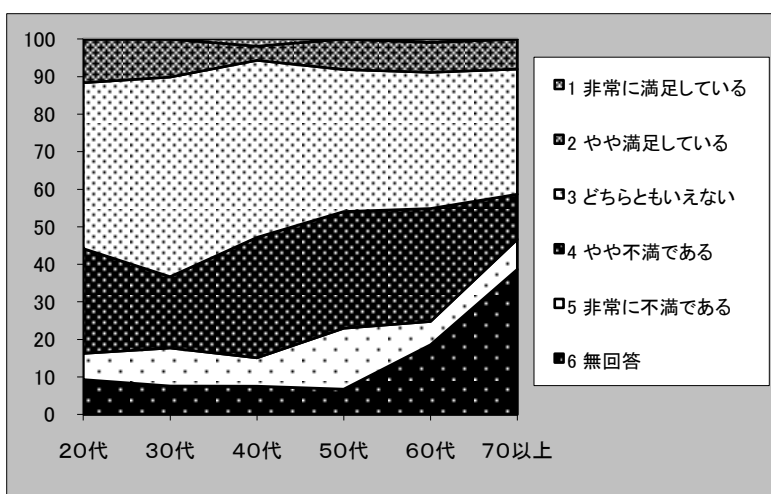 100
90
80
70
60
50
40
30
20
10
0
20代 30代 40代 50代 60代 70以上
1 非常に満足している
2 やや満足している
3 どちらともいえない
4 やや不満である
5 非常に不満である
6 無回答